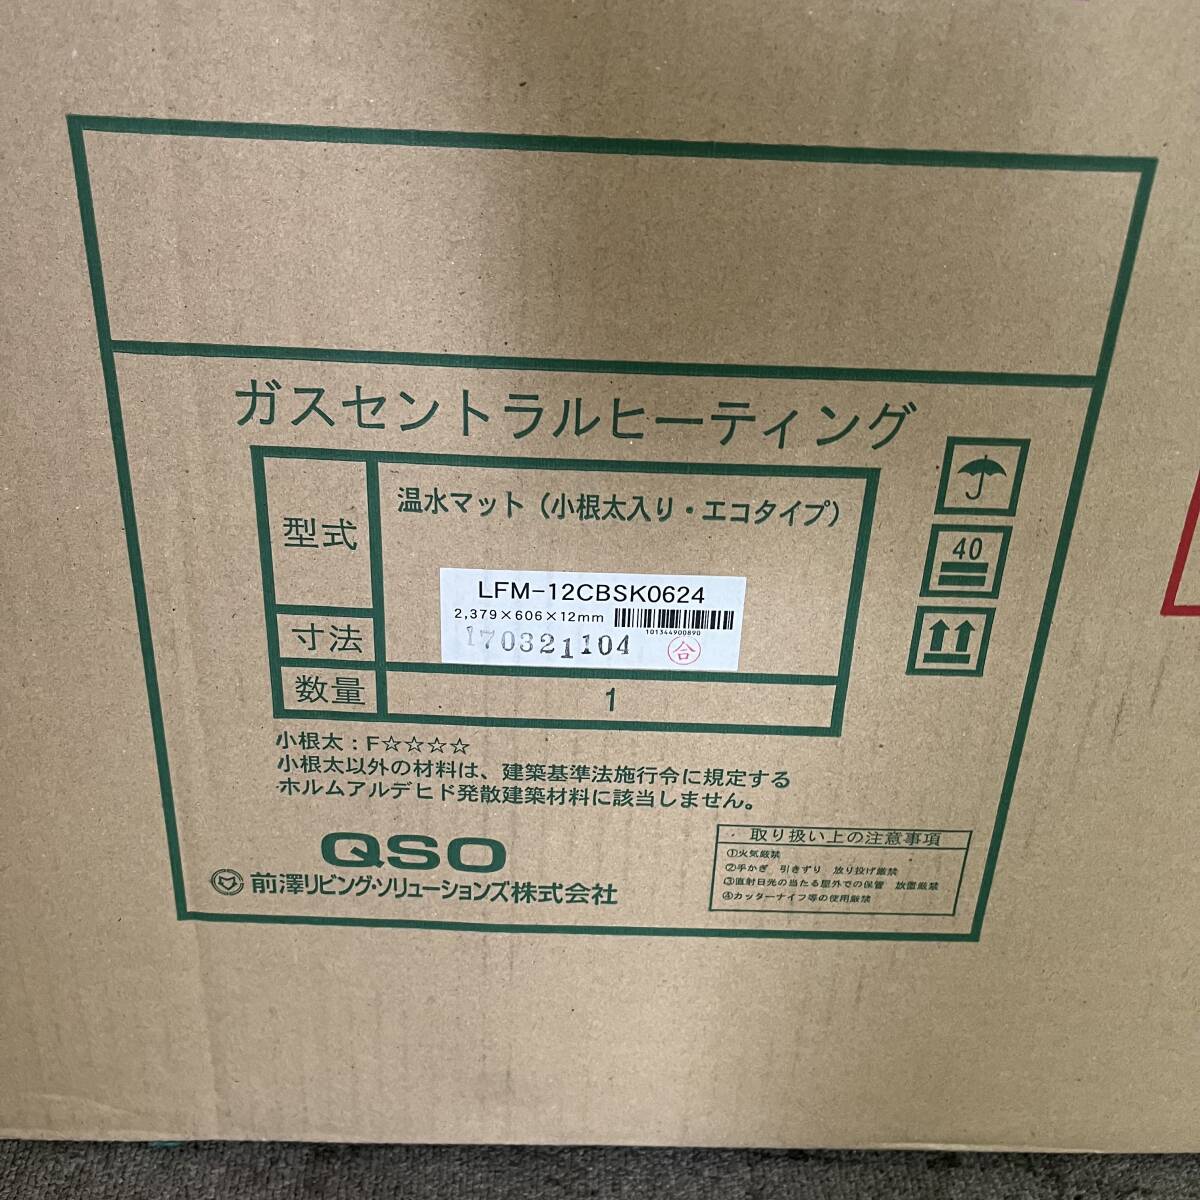 ガスセントラルヒーティング
型式
温水マット（小根太入り・エコタイプ）
LFM-12CBSK0624
2,379×606×12mm
101344900890
寸法
170321104
合
数量
1
40
小根太：F☆☆☆☆
小根太以外の材料は、建築基準法施行令に規定する
ホルムアルデヒド発散建築材料に該当しません。
QSO
前澤リビング・ソリューションズ株式会社
取り扱い上の注意事項
①火気厳禁
②手かぎ 引きずり 放り投げ厳禁
③直射日光の当たる屋外での保管 放置厳禁
④カッターナイフ等の使用厳禁